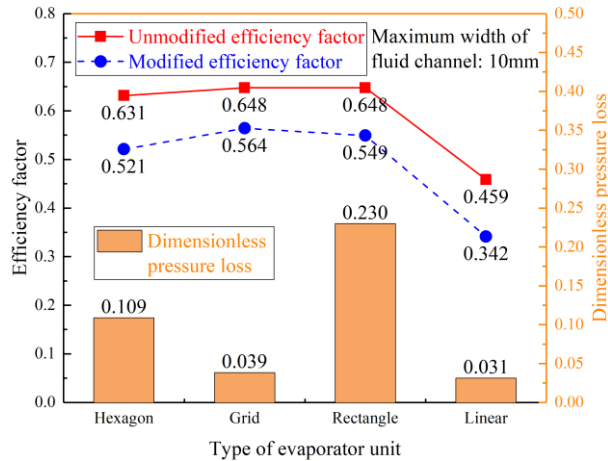 Unmodified efficiency factor
Modified efficiency factor
Maximum width of
fluid channel: 10mm
0.8
0.7
0.6
0.5
0.4
0.3
0.2
0.1
0.0
Efficiency factor
0.631
0.648
0.648
0.459
0.521
0.564
0.549
0.342
Dimensionless
pressure loss
0.109
0.039
0.230
0.031
0.50
0.45
0.40
0.35
0.30
0.25
0.20
0.15
0.10
0.05
0.00
Dimensionless pressure loss
Hexagon
Grid
Rectangle
Linear
Type of evaporator unit